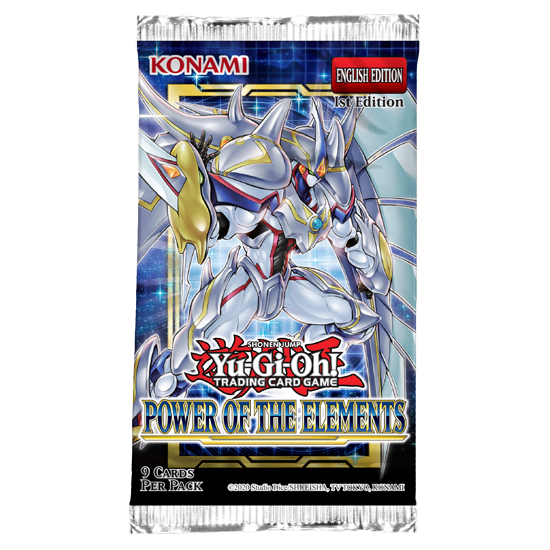 KONAMI
ENGLISH EDITION
1st Edition
SHONEN JUMP
Yu-Gi-Oh!
TRADING CARD GAME
POWER OF THE ELEMENTS
9 CARDS
PER PACK
©2020 Studio Dice/SHUEISHA, TV TOKYO, KONAMI